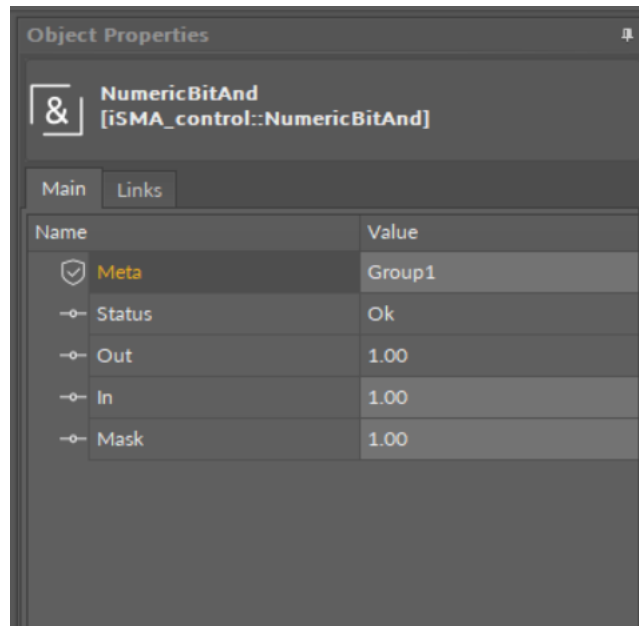 Object Properties
&
NumericBitAnd
[iSMA_control::NumericBitAnd]
Main Links
Name Value
Meta Group1
Status Ok
Out 1.00
In 1.00
Mask 1.00